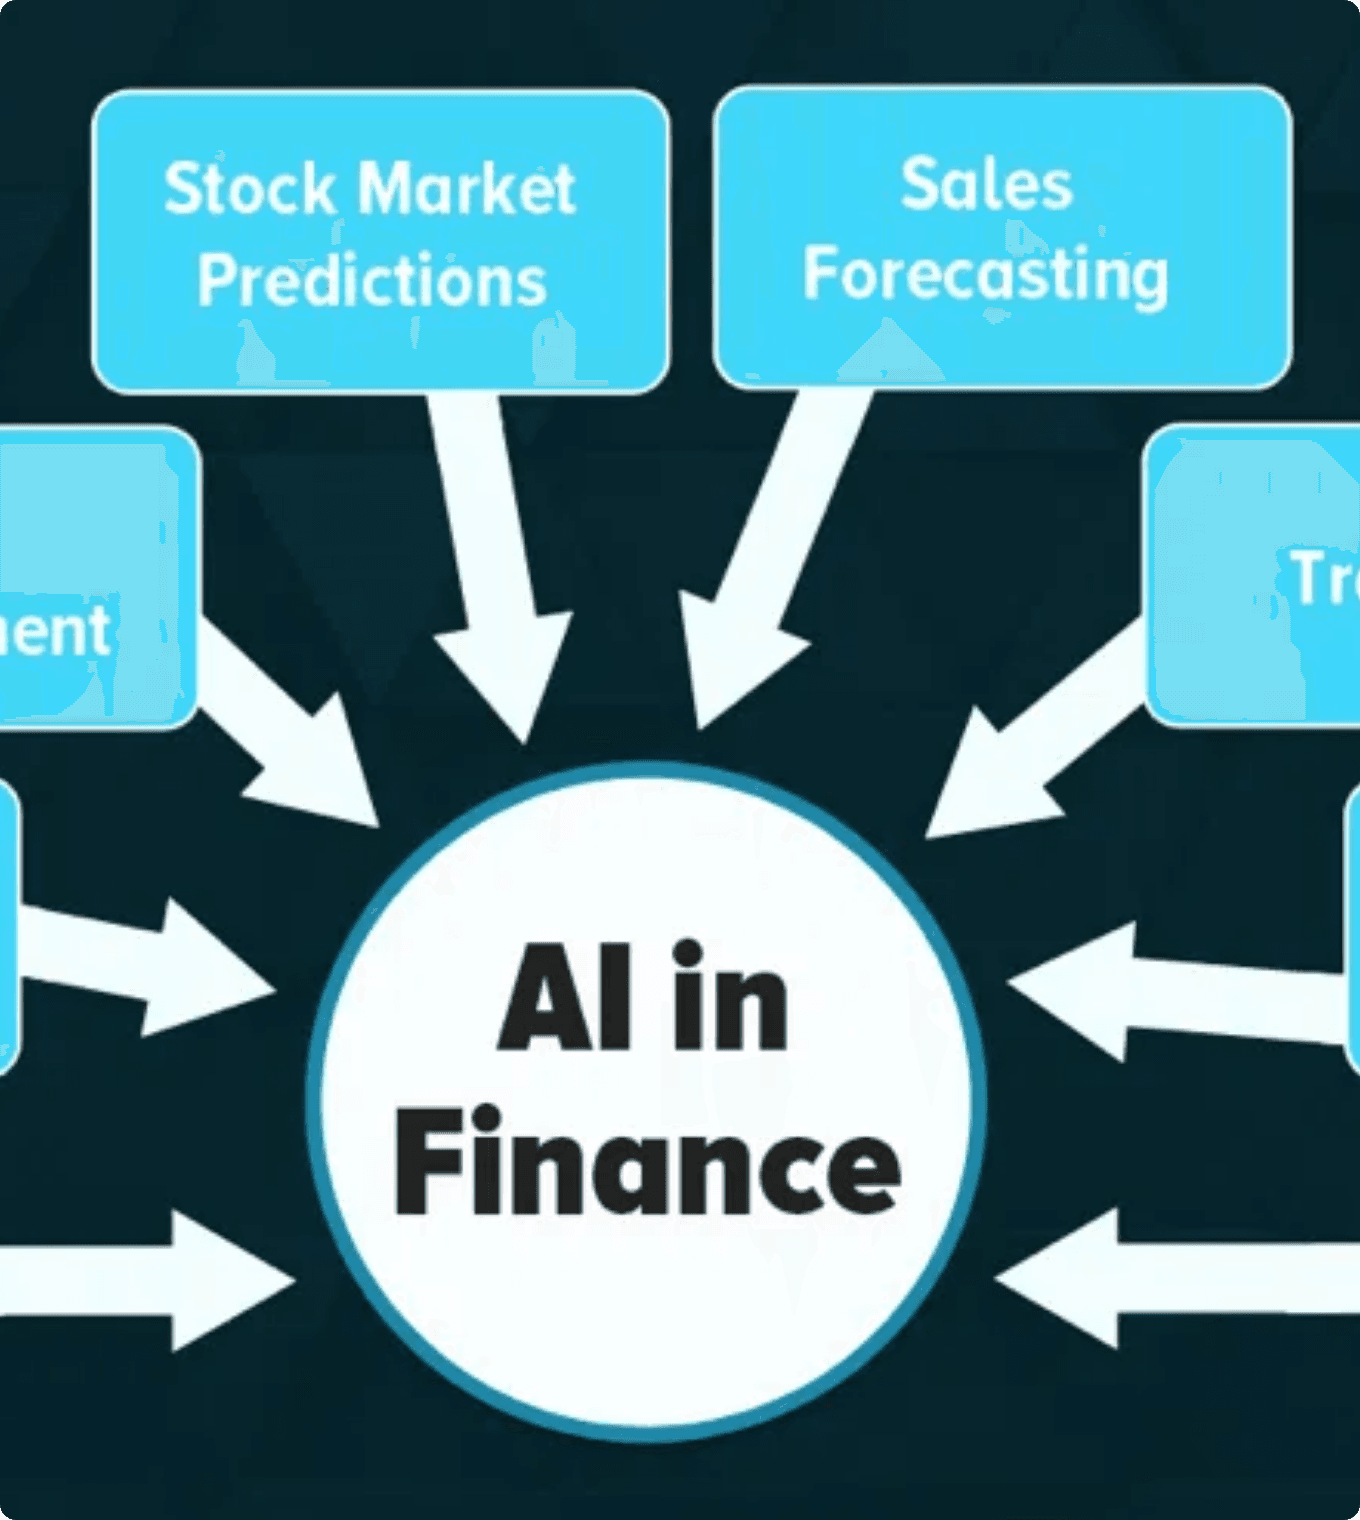 Stock Market
Predictions
Sales
Forecasting
AI in
Finance